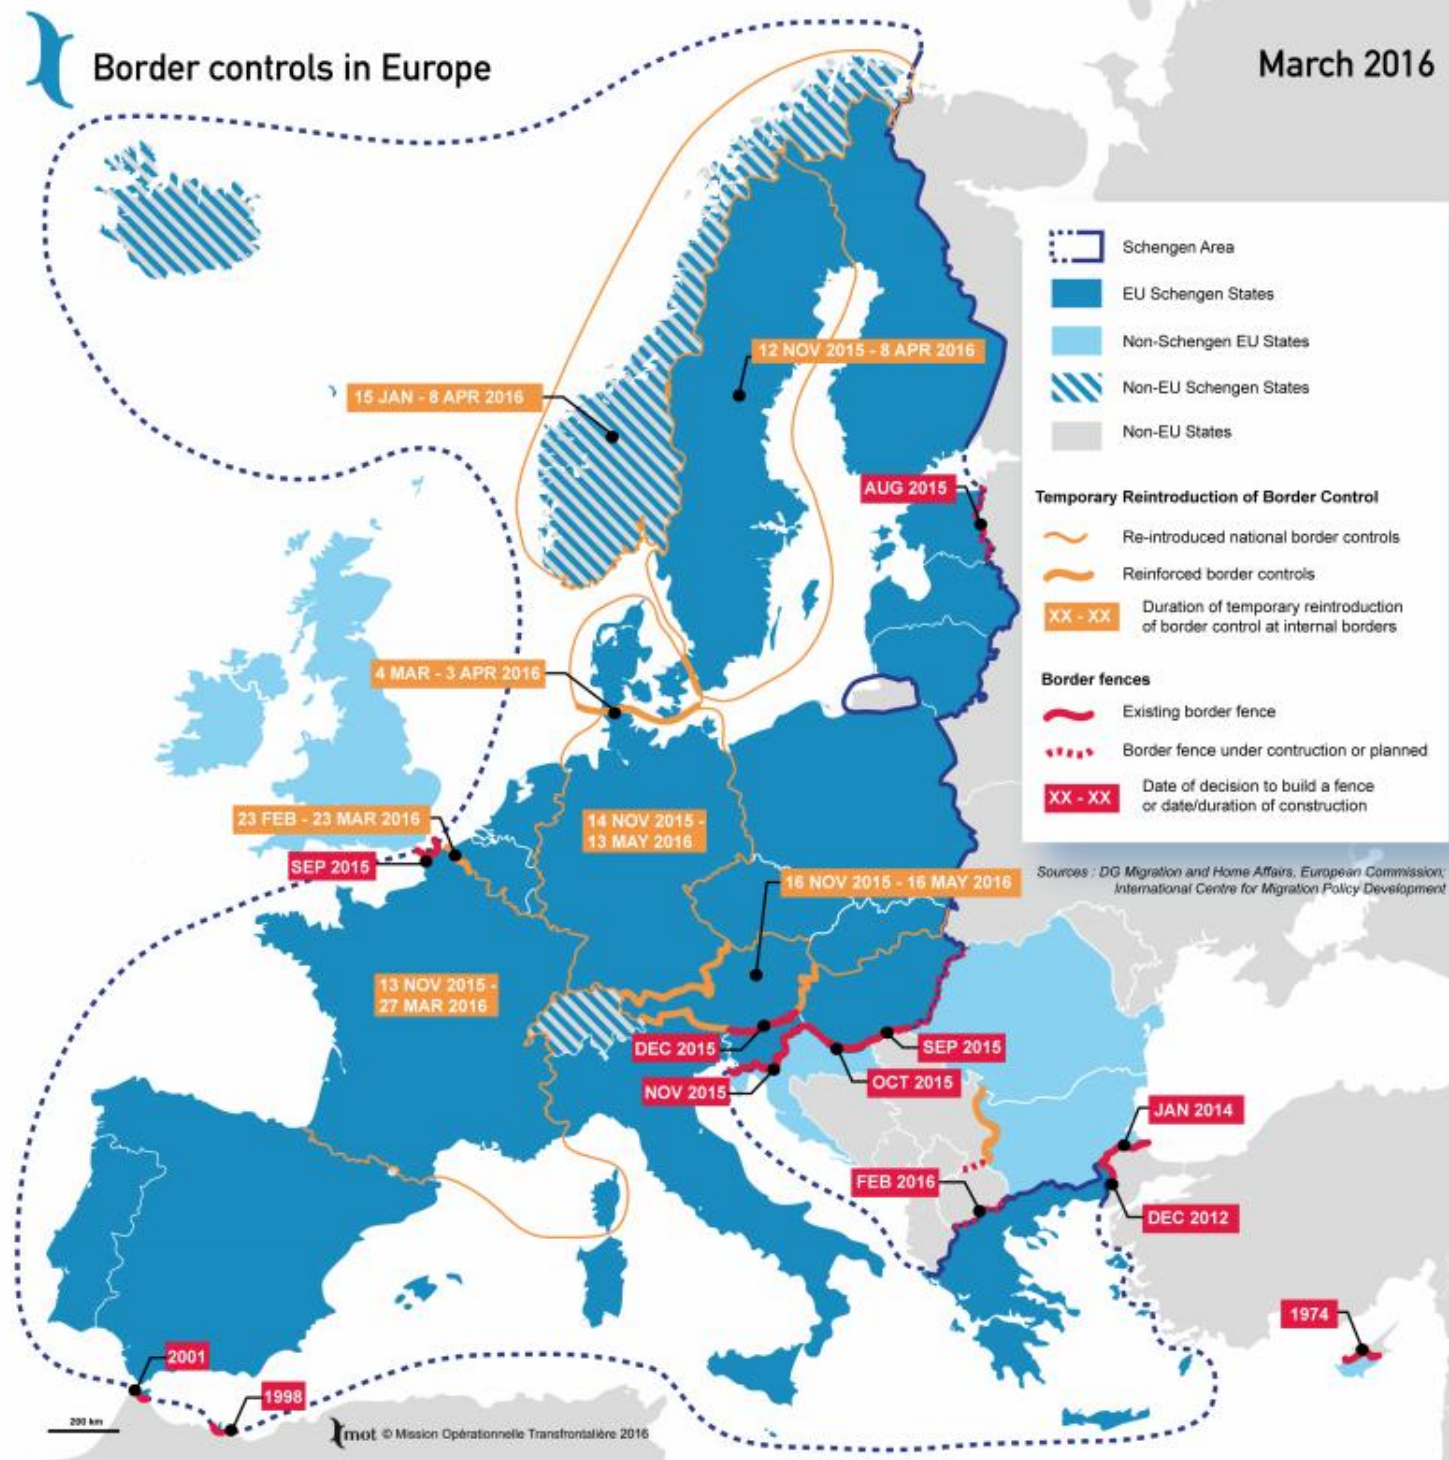 Border controls in Europe
March 2016
Schengen Area
EU Schengen States
Non-Schengen EU States
Non-EU Schengen States
Non-EU States
Temporary Reintroduction of Border Control
Re-introduced national border controls
Reinforced border controls
XX - XX
Duration of temporary reintroduction
of border control at internal borders
Border fences
Existing border fence
Border fence under contruction or planned
XX - XX
Date of decision to build a fence
or date/duration of construction
Sources : DG Migration and Home Affairs, European Commission;
International Centre for Migration Policy Development
12 NOV 2015 - 8 APR 2016
15 JAN - 8 APR 2016
AUG 2015
4 MAR - 3 APR 2016
23 FEB - 23 MAR 2016
14 NOV 2015 -
13 MAY 2016
SEP 2015
16 NOV 2015 - 16 MAY 2016
13 NOV 2015 -
27 MAR 2016
DEC 2015
SEP 2015
NOV 2015
OCT 2015
JAN 2014
FEB 2016
DEC 2012
1974
2001
1998
200 km
mot © Mission Opérationnelle Transfrontalière 2016